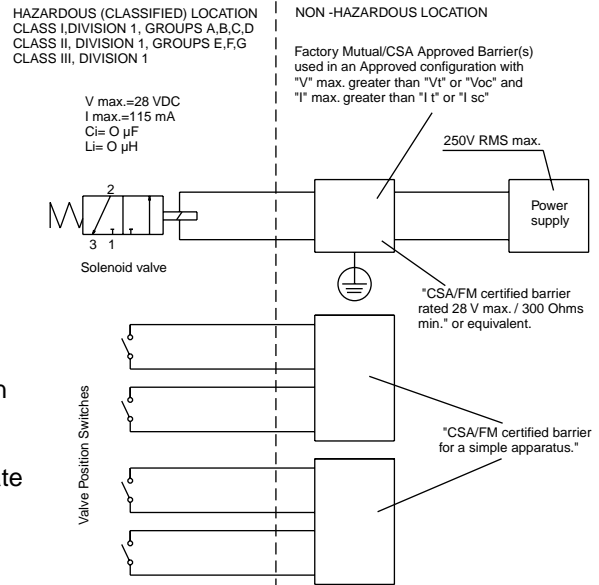 HAZARDOUS (CLASSIFIED) LOCATION
CLASS I,DIVISION 1, GROUPS A,B,C,D
CLASS II, DIVISION 1, GROUPS E,F,G
CLASS III, DIVISION 1
NON -HAZARDOUS LOCATION
Factory Mutual/CSA Approved Barrier(s)
used in an Approved configuration with
"V" max. greater than "Vt" or "Voc" and
"I" max. greater than "I t" or "I sc"
V max.=28 VDC
I max.=115 mA
Ci= O µF
Li= O µH
250V RMS max.
2
3 1
Solenoid valve
Power
supply
"CSA/FM certified barrier
rated 28 V max. / 300 Ohms
min." or equivalent.
Valve Position Switches
"CSA/FM certified barrier
for a simple apparatus."